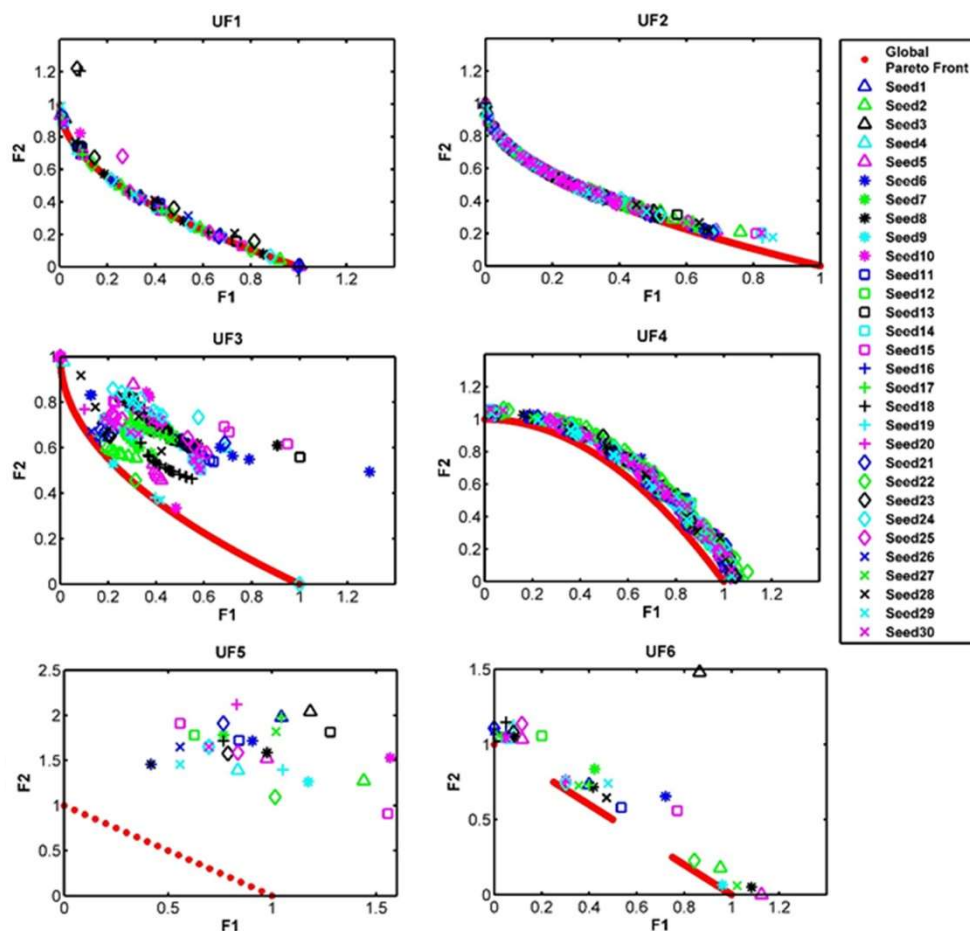 UF1
F2
1.2
1
0.8
0.6
0.4
0.2
0
0 0.2 0.4 0.6 0.8 1 1.2
F1
UF2
F2
1.2
1
0.8
0.6
0.4
0.2
0
0 0.2 0.4 0.6 0.8 1
F1
UF3
F2
1
0.8
0.6
0.4
0.2
0
0 0.2 0.4 0.6 0.8 1 1.2
F1
UF4
F2
1.4
1.2
1
0.8
0.6
0.4
0.2
0
0 0.2 0.4 0.6 0.8 1 1.2
F1
UF5
F2
2.5
2
1.5
1
0.5
0
0 0.5 1 1.5
F1
UF6
F2
1.5
1
0.5
0
0 0.2 0.4 0.6 0.8 1 1.2
F1
Global
Pareto Front
Seed1
Seed2
Seed3
Seed4
Seed5
Seed6
Seed7
Seed8
Seed9
Seed10
Seed11
Seed12
Seed13
Seed14
Seed15
Seed16
Seed17
Seed18
Seed19
Seed20
Seed21
Seed22
Seed23
Seed24
Seed25
Seed26
Seed27
Seed28
Seed29
Seed30